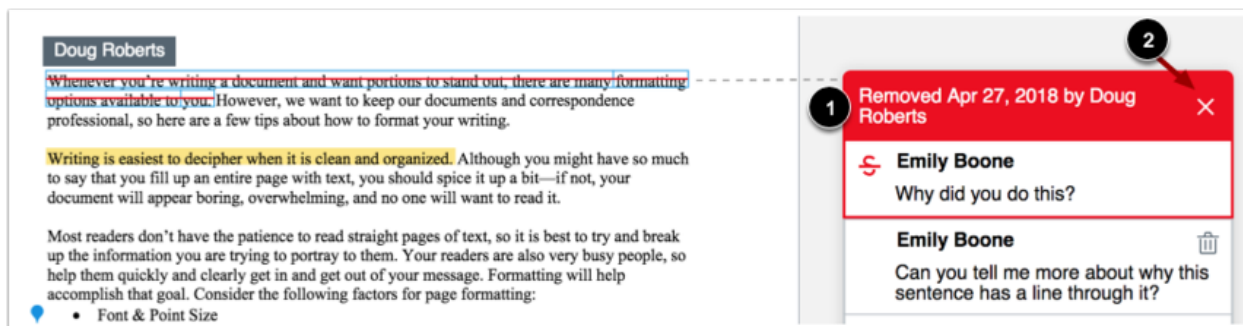 Doug Roberts
Whenever you're writing a document and want portions to stand out, there are many formatting
options available to you. However, we want to keep our documents and correspondence
professional, so here are a few tips about how to format your writing.
Writing is easiest to decipher when it is clean and organized. Although you might have so much
to say that you fill up an entire page with text, you should spice it up a bit—if not, your
document will appear boring, overwhelming, and no one will want to read it.
Most readers don't have the patience to read straight pages of text, so it is best to try and break
up the information you are trying to portray to them. Your readers are also very busy people, so
help them quickly and clearly get in and get out of your message. Formatting will help
accomplish that goal. Consider the following factors for page formatting:
• Font & Point Size
2
1
Removed Apr 27, 2018 by Doug
Roberts
S
Emily Boone
Why did you do this?
Emily Boone
Can you tell me more about why this
sentence has a line through it?